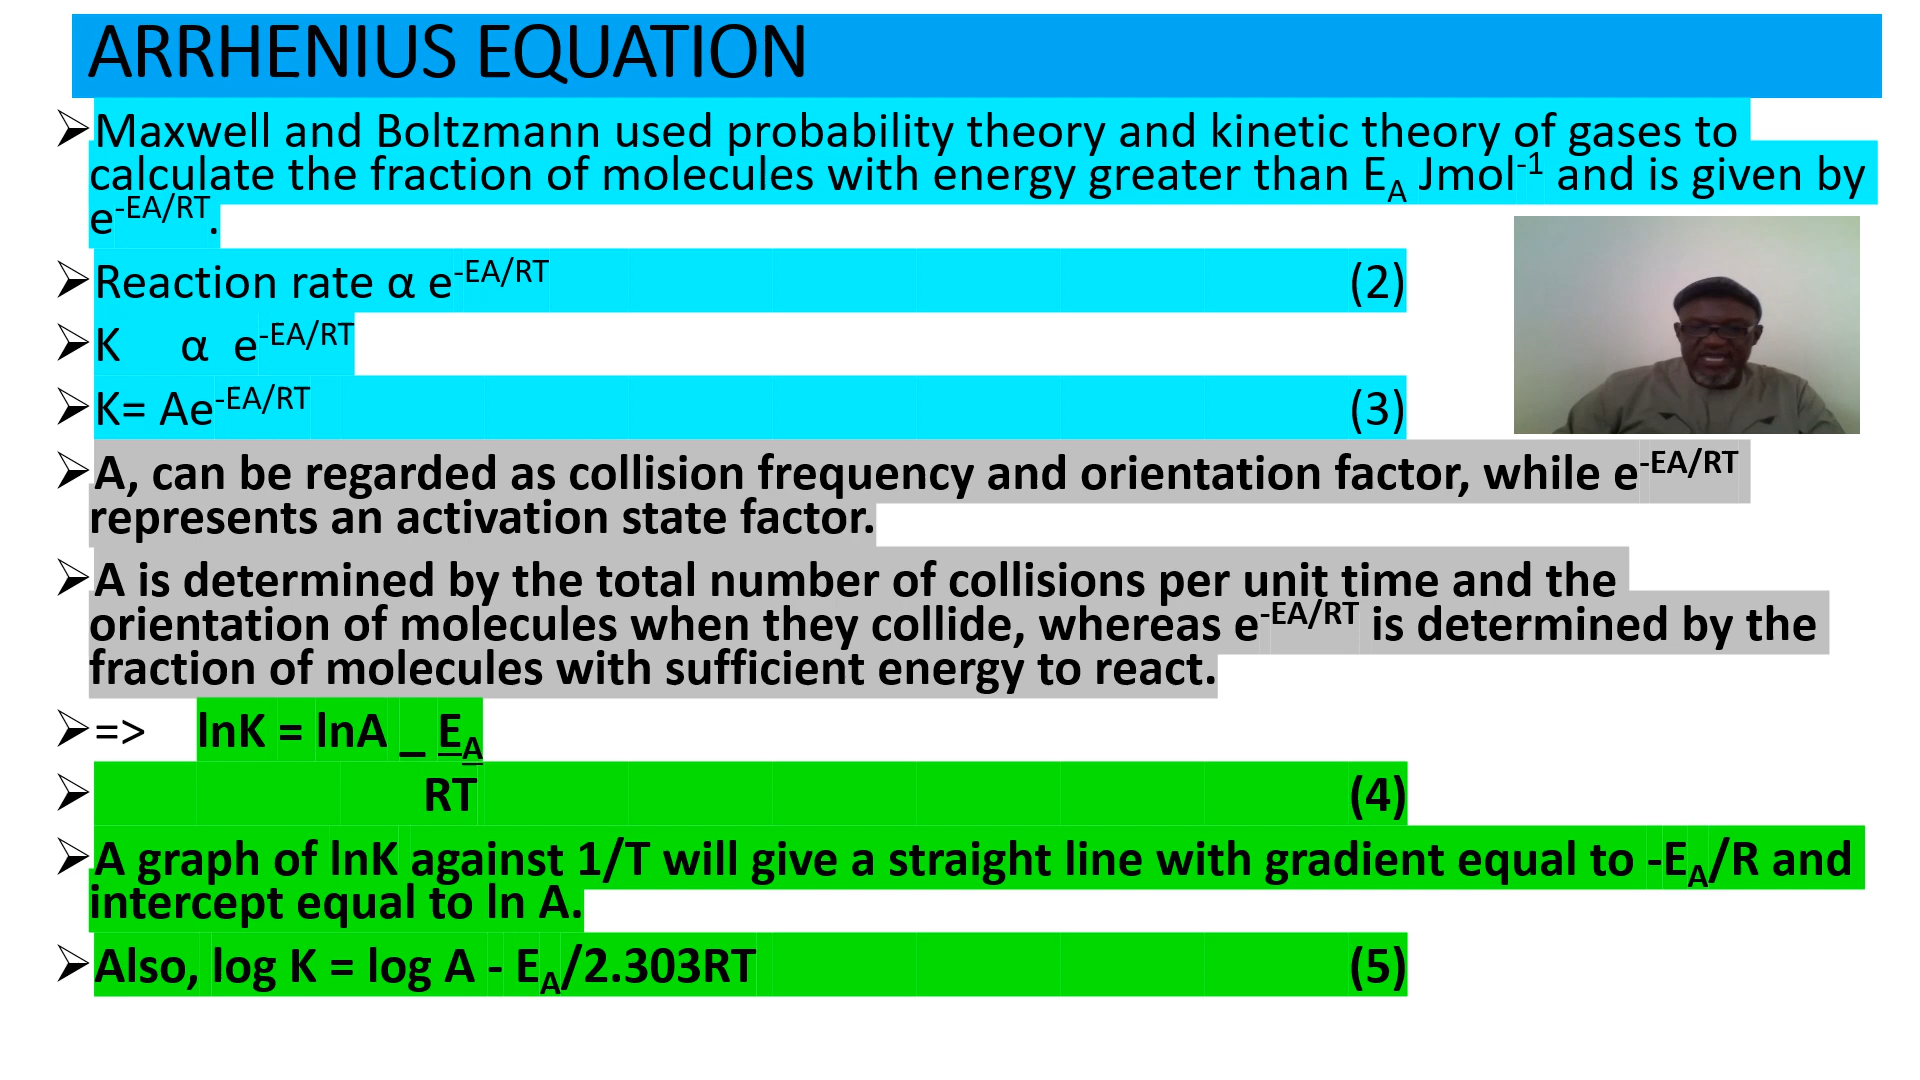 ARRHENIUS EQUATION
Maxwell and Boltzmann used probability theory and kinetic theory of gases to
calculate the fraction of molecules with energy greater than E_A Jmol^-1 and is given by
e^-EA/RT.
Reaction rate α e^-EA/RT (2)
K α e^-EA/RT
K= Ae^-EA/RT (3)
A, can be regarded as collision frequency and orientation factor, while e^-EA/RT
represents an activation state factor.
A is determined by the total number of collisions per unit time and the
orientation of molecules when they collide, whereas e^-EA/RT is determined by the
fraction of molecules with sufficient energy to react.
=> lnK = lnA _ E_A
RT (4)
A graph of lnK against 1/T will give a straight line with gradient equal to -E_A/R and
intercept equal to ln A.
Also, log K = log A - E_A/2.303RT (5)